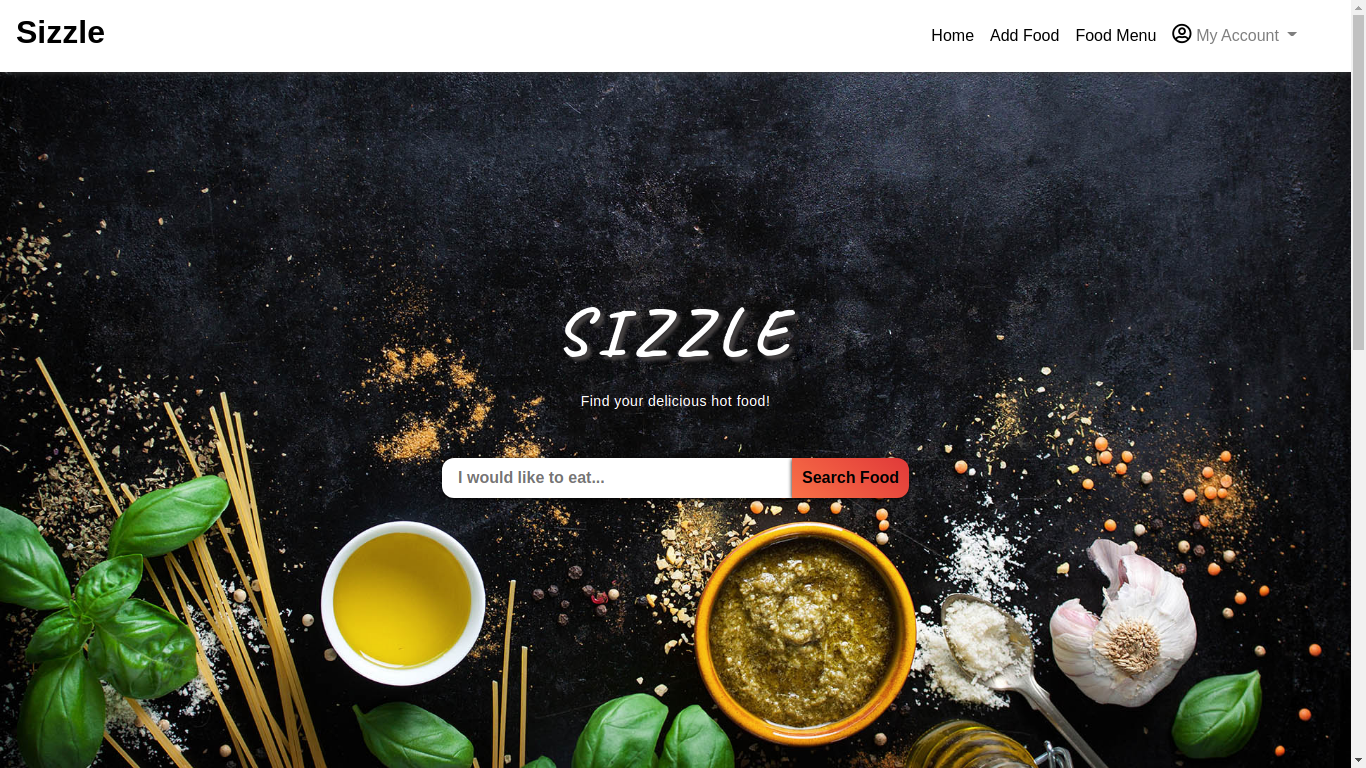 Sizzle
Home Add Food Food Menu My Account
SIZZLE
Find your delicious hot food!
I would like to eat... Search Food